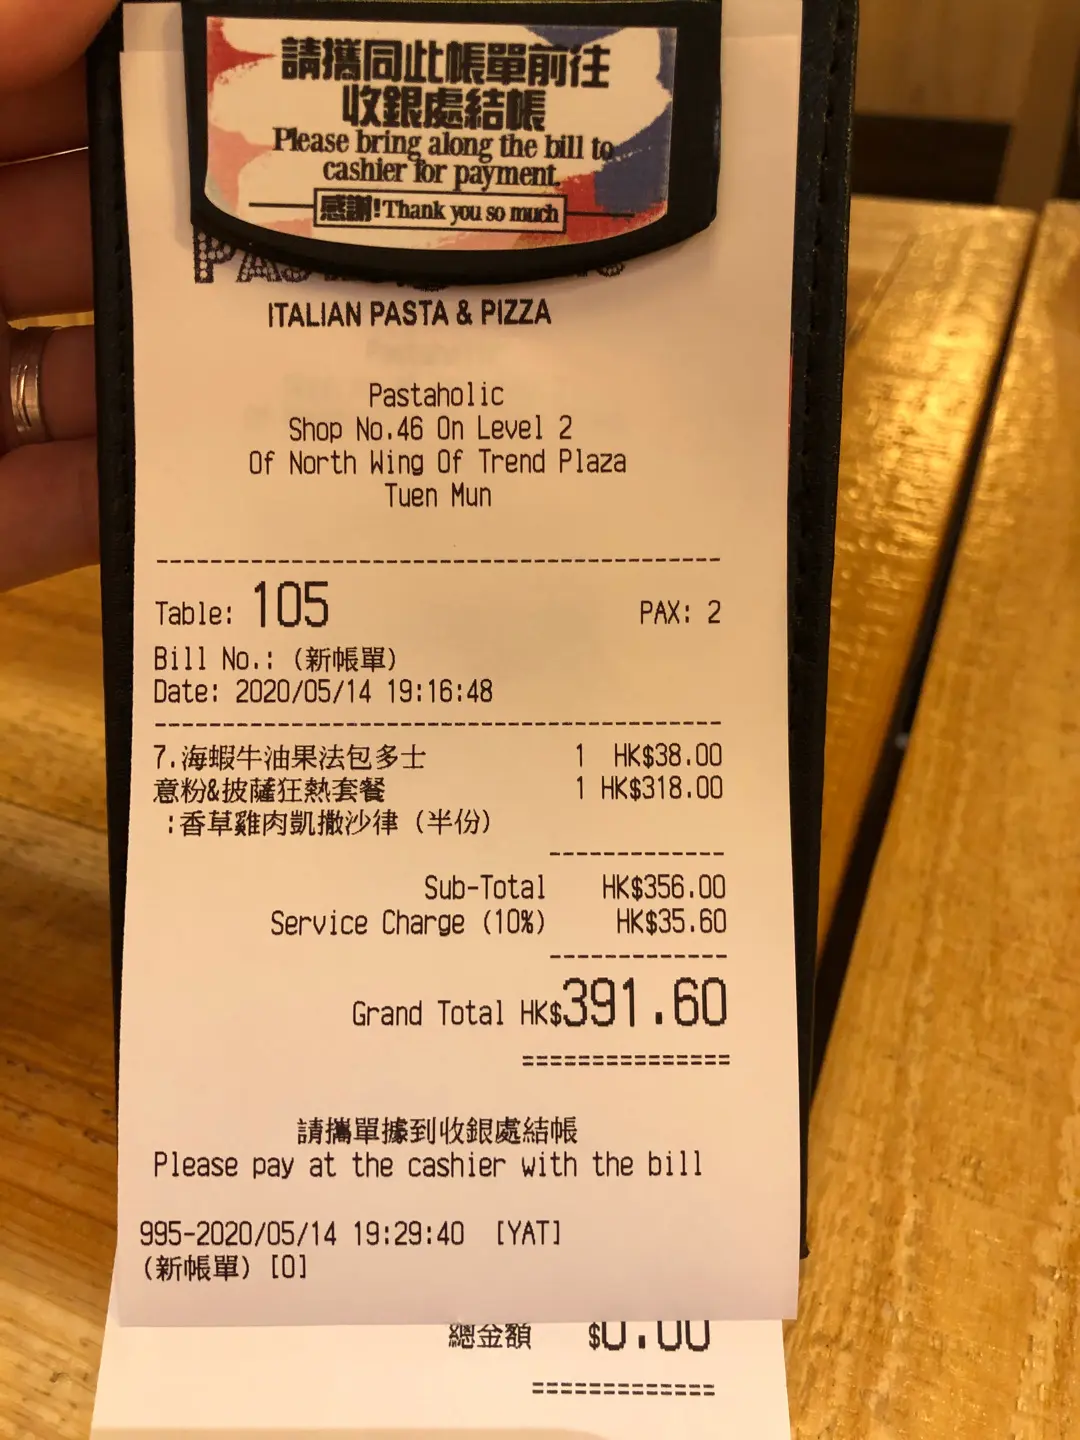 請攜同此帳單前往
收銀處結帳
Please bring along the bill to
cashier for payment.
感謝!Thank you so much
ITALIAN PASTA & PIZZA
Pastaholic
Shop No.46 On Level 2
Of North Wing Of Trend Plaza
Tuen Mun
Table: 105 PAX: 2
Bill No.: (新帳單)
Date: 2020/05/14 19:16:48
7.海蝦牛油果法包多士 1 HK$38.00
意粉&披薩狂熱套餐 1 HK$318.00
:香草雞肉凱撒沙律 (半份)
Sub-Total HK$356.00
Service Charge (10%) HK$35.60
Grand Total HK$391.60
請攜單據到收銀處結帳
Please pay at the cashier with the bill
995-2020/05/14 19:29:40 [YAT]
(新帳單) [0]
總金額 $0.00